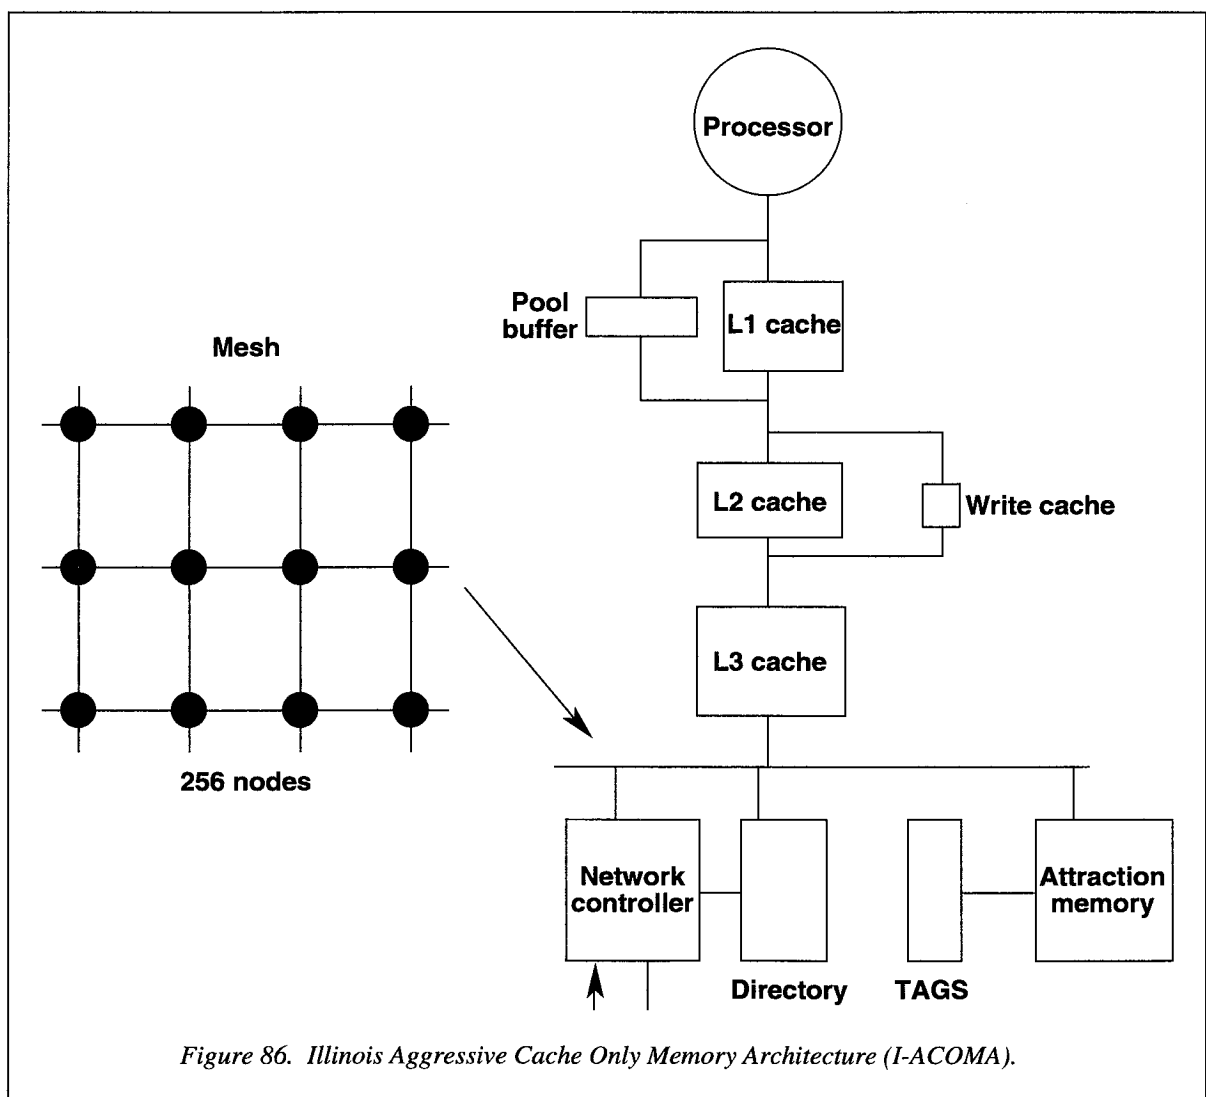 Processor
Pool
buffer
L1 cache
Mesh
L2 cache
Write cache
L3 cache
256 nodes
Network
controller
Attraction
memory
Directory
TAGS
Figure 86. Illinois Aggressive Cache Only Memory Architecture (I-ACOMA).